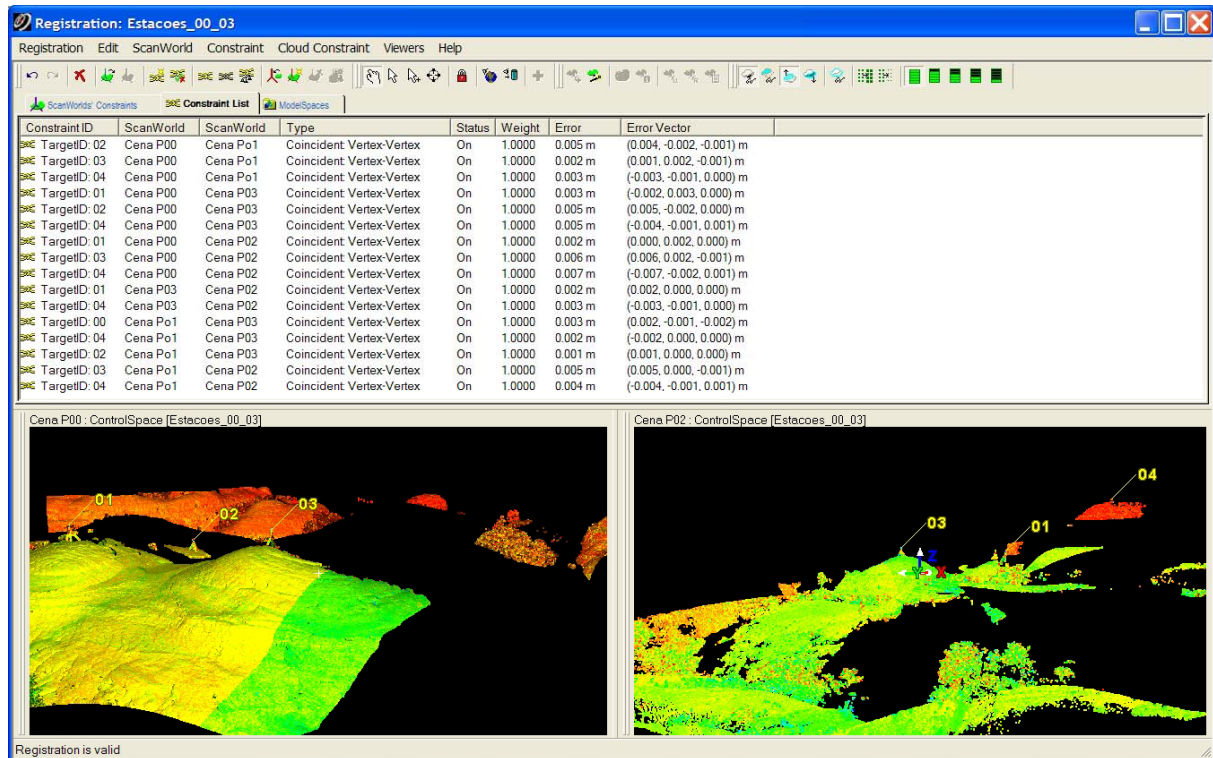 Registration: Estacoes_00_03
Registration Edit ScanWorld Constraint Cloud Constraint Viewers Help
ScanWorlds' Constraints Constraint List ModelSpaces
Constraint ID ScanWorld ScanWorld Type Status Weight Error Error Vector
TargetID: 02 Cena P00 Cena Po1 Coincident: Vertex-Vertex On 1.0000 0.005 m (0.004, -0.002, -0.001) m
TargetID: 03 Cena P00 Cena Po1 Coincident: Vertex-Vertex On 1.0000 0.002 m (0.001, 0.002, -0.001) m
TargetID: 04 Cena P00 Cena Po1 Coincident: Vertex-Vertex On 1.0000 0.003 m (-0.003, -0.001, 0.000) m
TargetID: 01 Cena P00 Cena P03 Coincident: Vertex-Vertex On 1.0000 0.003 m (-0.002, 0.003, 0.000) m
TargetID: 02 Cena P00 Cena P03 Coincident: Vertex-Vertex On 1.0000 0.005 m (0.005, -0.002, 0.000) m
TargetID: 04 Cena P00 Cena P03 Coincident: Vertex-Vertex On 1.0000 0.005 m (-0.004, -0.001, 0.001) m
TargetID: 01 Cena P00 Cena P02 Coincident: Vertex-Vertex On 1.0000 0.002 m (0.000, 0.002, 0.000) m
TargetID: 03 Cena P00 Cena P02 Coincident: Vertex-Vertex On 1.0000 0.006 m (0.006, 0.002, -0.001) m
TargetID: 04 Cena P00 Cena P02 Coincident: Vertex-Vertex On 1.0000 0.007 m (-0.007, -0.002, 0.001) m
TargetID: 01 Cena P03 Cena P02 Coincident: Vertex-Vertex On 1.0000 0.002 m (0.002, 0.000, 0.000) m
TargetID: 04 Cena P03 Cena P02 Coincident: Vertex-Vertex On 1.0000 0.003 m (-0.003, -0.001, 0.000) m
TargetID: 00 Cena Po1 Cena P03 Coincident: Vertex-Vertex On 1.0000 0.003 m (0.002, -0.001, -0.002) m
TargetID: 04 Cena Po1 Cena P03 Coincident: Vertex-Vertex On 1.0000 0.002 m (-0.002, 0.000, 0.000) m
TargetID: 02 Cena Po1 Cena P03 Coincident: Vertex-Vertex On 1.0000 0.001 m (0.001, 0.000, 0.000) m
TargetID: 03 Cena Po1 Cena P02 Coincident: Vertex-Vertex On 1.0000 0.005 m (0.005, 0.000, -0.001) m
TargetID: 04 Cena Po1 Cena P02 Coincident: Vertex-Vertex On 1.0000 0.004 m (-0.004, -0.001, 0.001) m
Cena P00 : ControlSpace [Estacoes_00_03]
01
02
03
Cena P02 : ControlSpace [Estacoes_00_03]
04
03
01
Z
Y X
Registration is valid